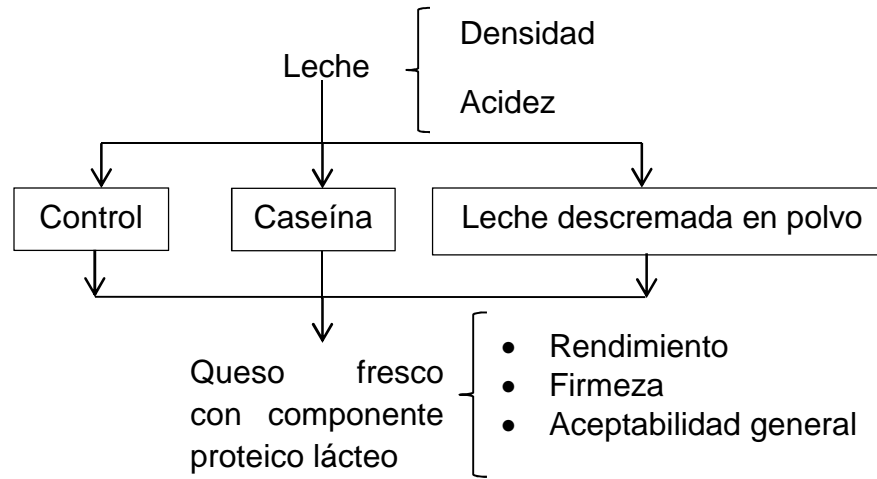 Leche
Densidad
Acidez
Control
Caseína
Leche descremada en polvo
Queso fresco
con componente
proteico lácteo
• Rendimiento
• Firmeza
• Aceptabilidad general